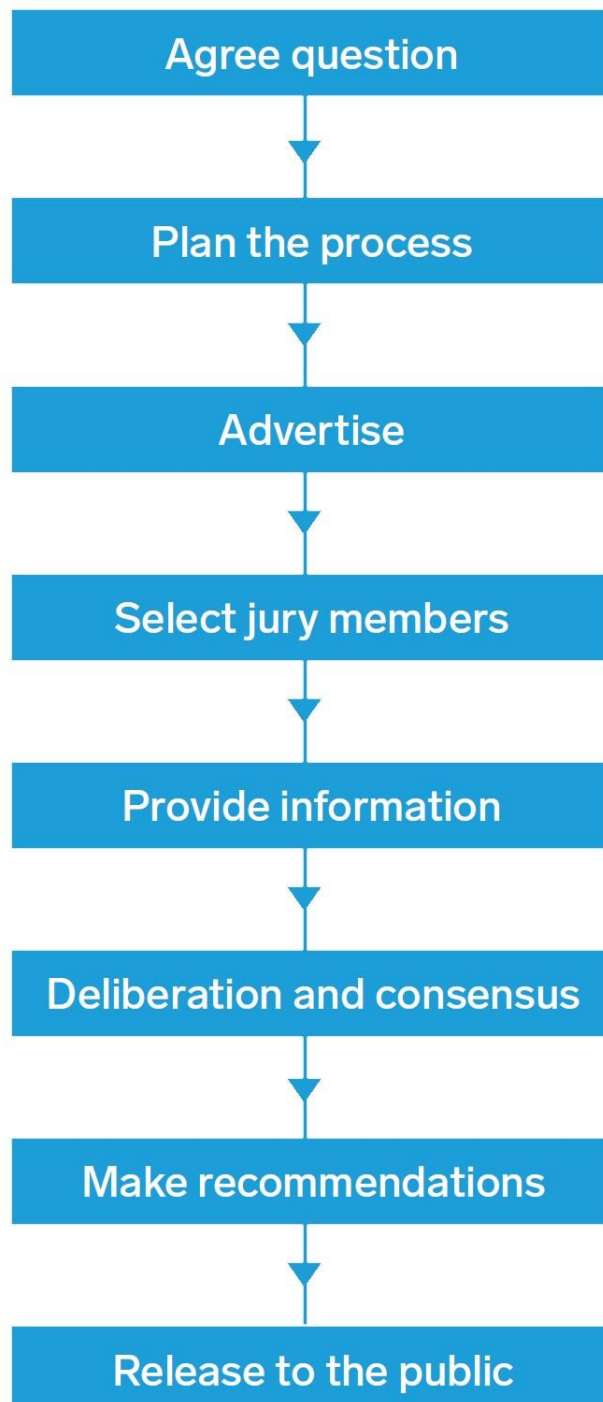 Agree question
Plan the process
Advertise
Select jury members
Provide information
Deliberation and consensus
Make recommendations
Release to the public